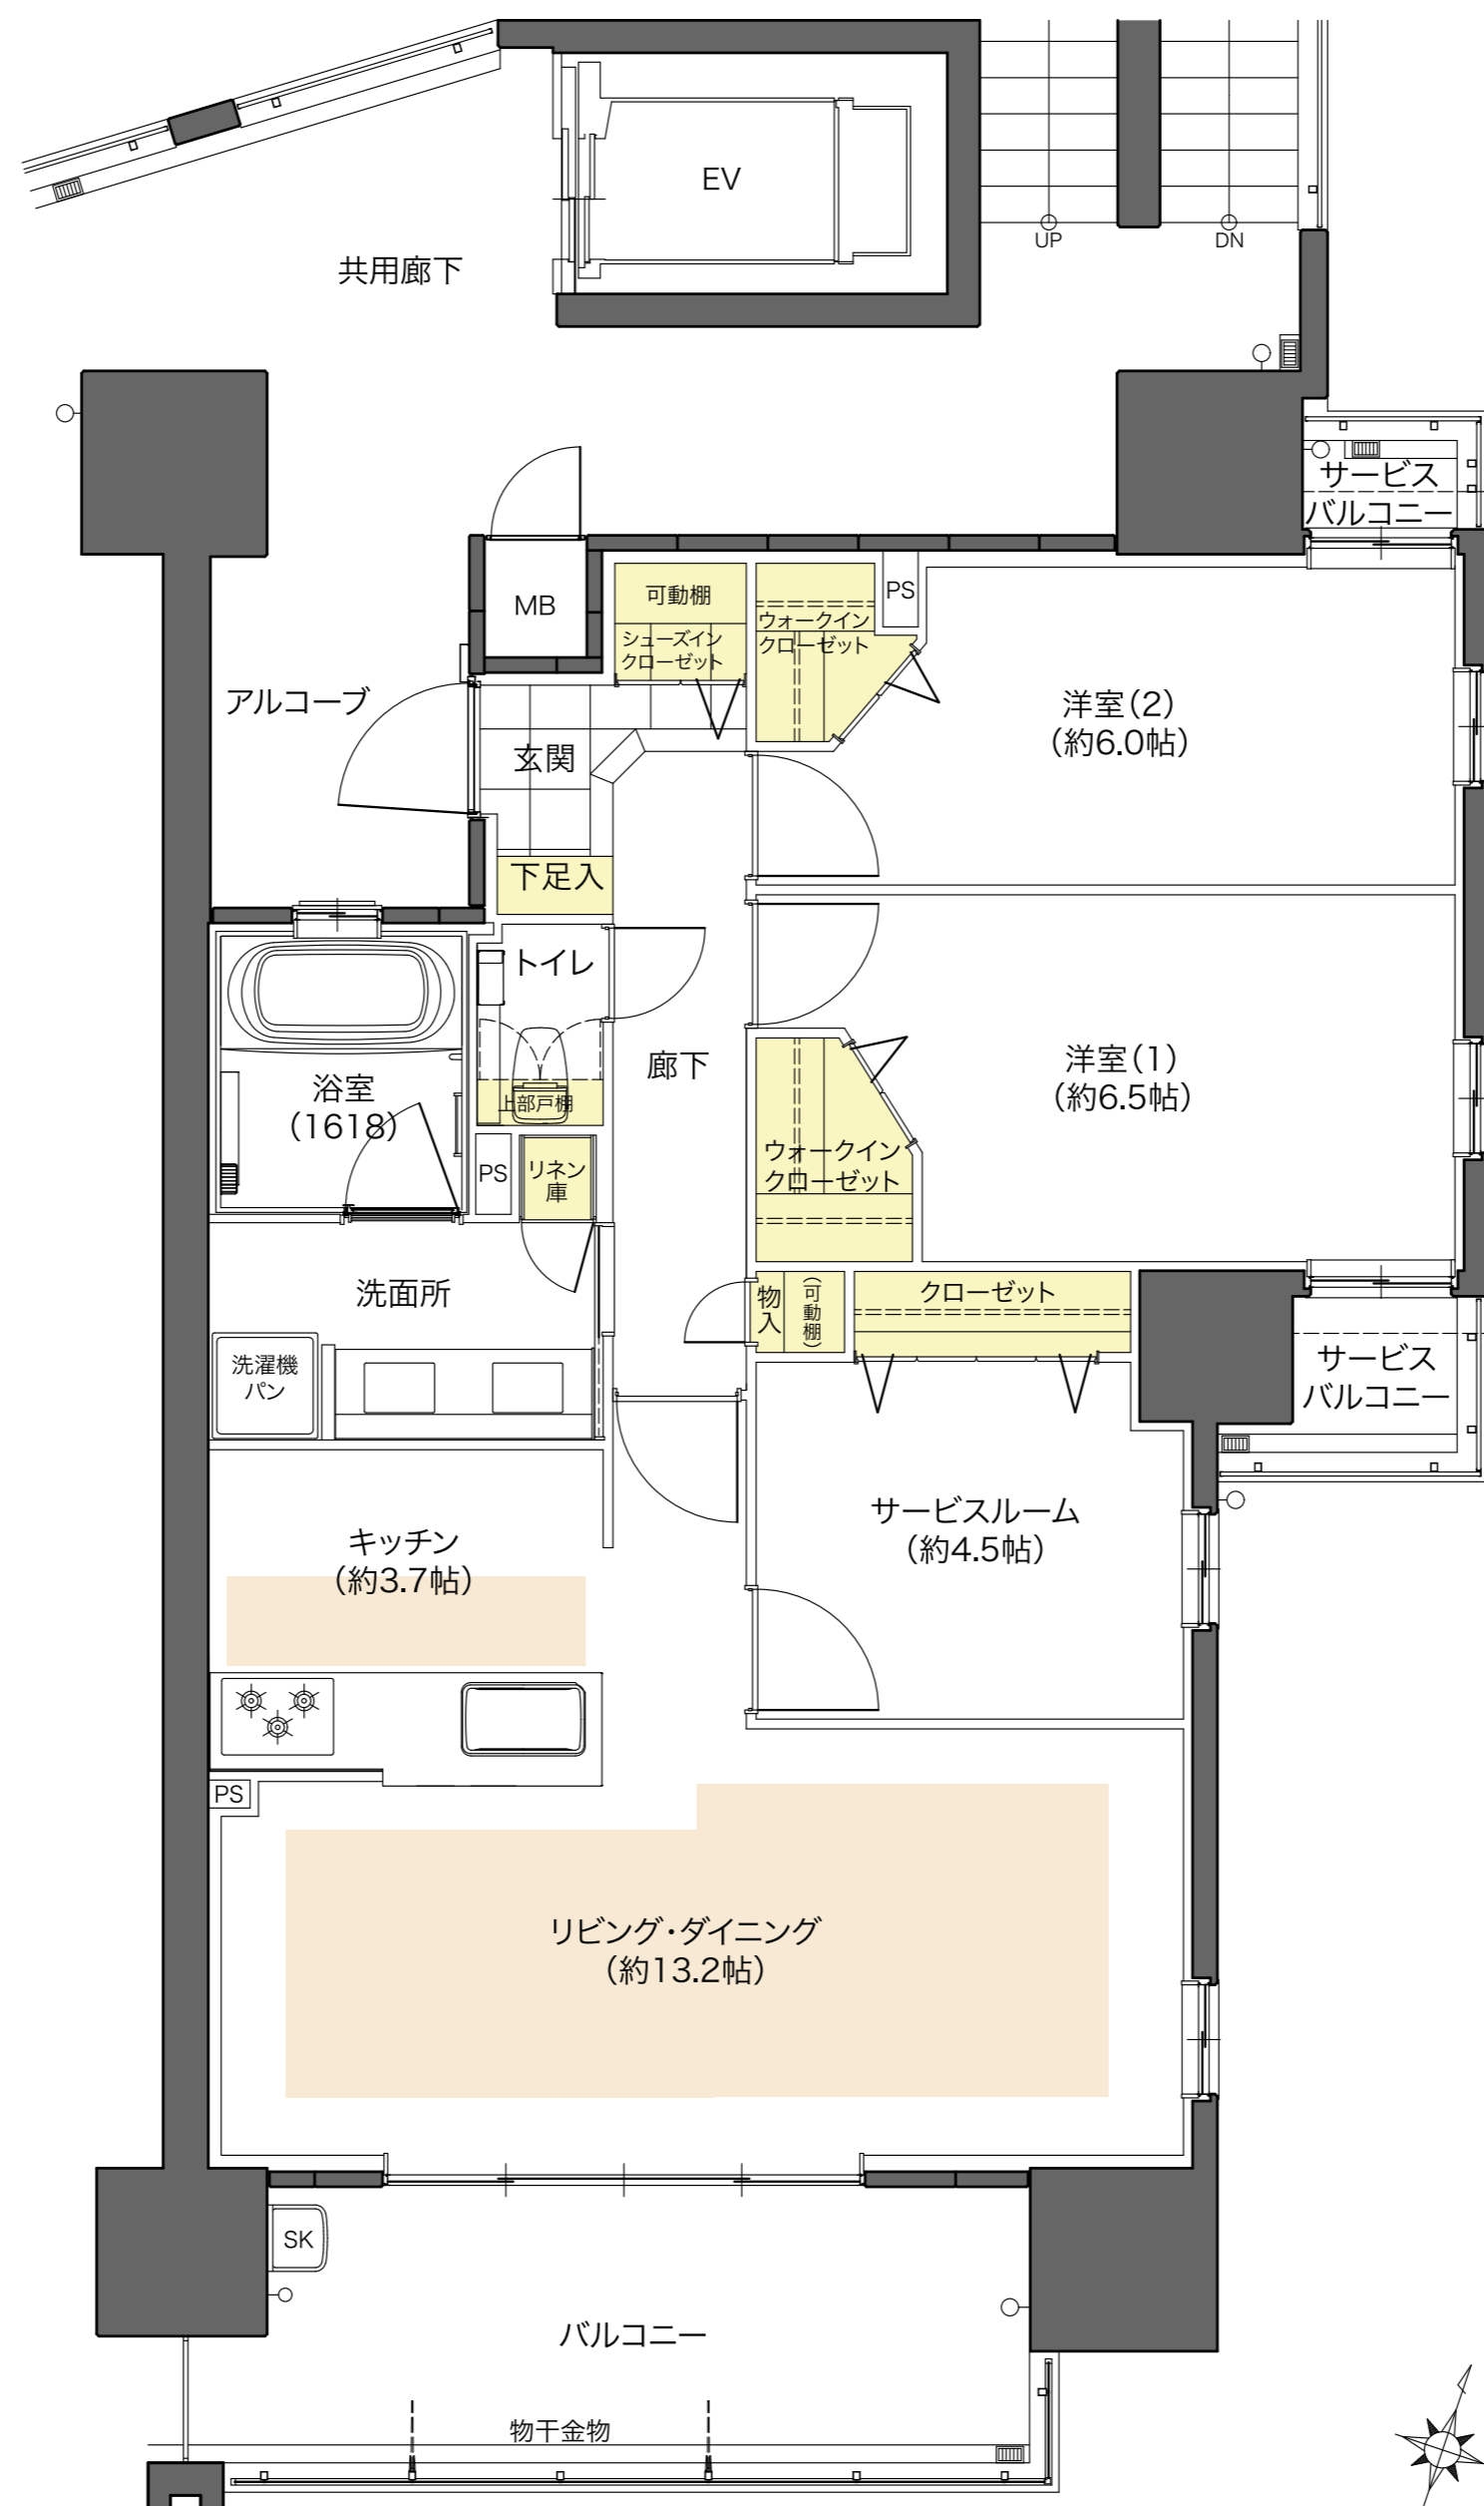 EV
UP
DN
共用廊下
サービス
バルコニー
MB
可動棚
シューズイン
クローゼット
ウォークイン
クローゼット
PS
アルコーブ
玄関
洋室(2)
(約6.0帖)
下足入
トイレ
廊下
洋室(1)
(約6.5帖)
浴室
(1618)
上部戸棚
PS
リネン
庫
ウォークイン
クローゼット
洗面所
物入
(可動棚)
クローゼット
サービス
バルコニー
洗濯機
パン
キッチン
(約3.7帖)
サービスルーム
(約4.5帖)
PS
リビング・ダイニング
(約13.2帖)
SK
バルコニー
物干金物